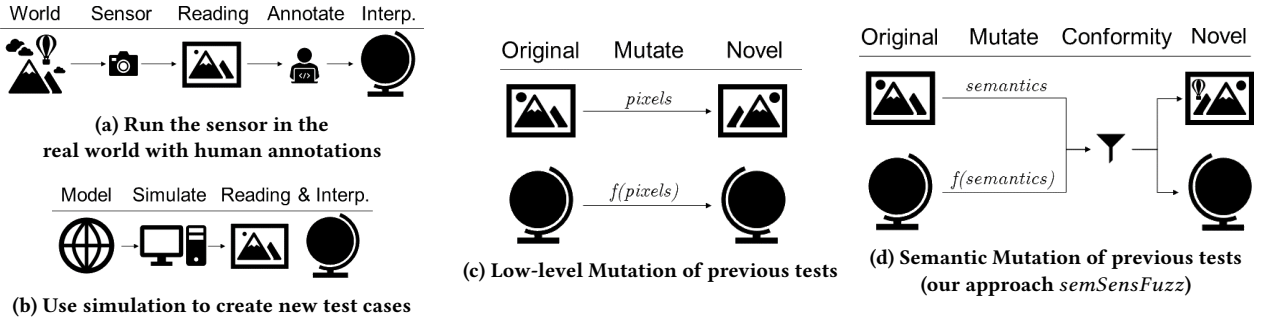 World Sensor Reading Annotate Interp.
</>
(a) Run the sensor in the
real world with human annotations
Model Simulate Reading & Interp.
(b) Use simulation to create new test cases
Original Mutate Novel
pixels
f(pixels)
(c) Low-level Mutation of previous tests
Original Mutate Conformity Novel
semantics
f(semantics)
(d) Semantic Mutation of previous tests
(our approach semSensFuzz)